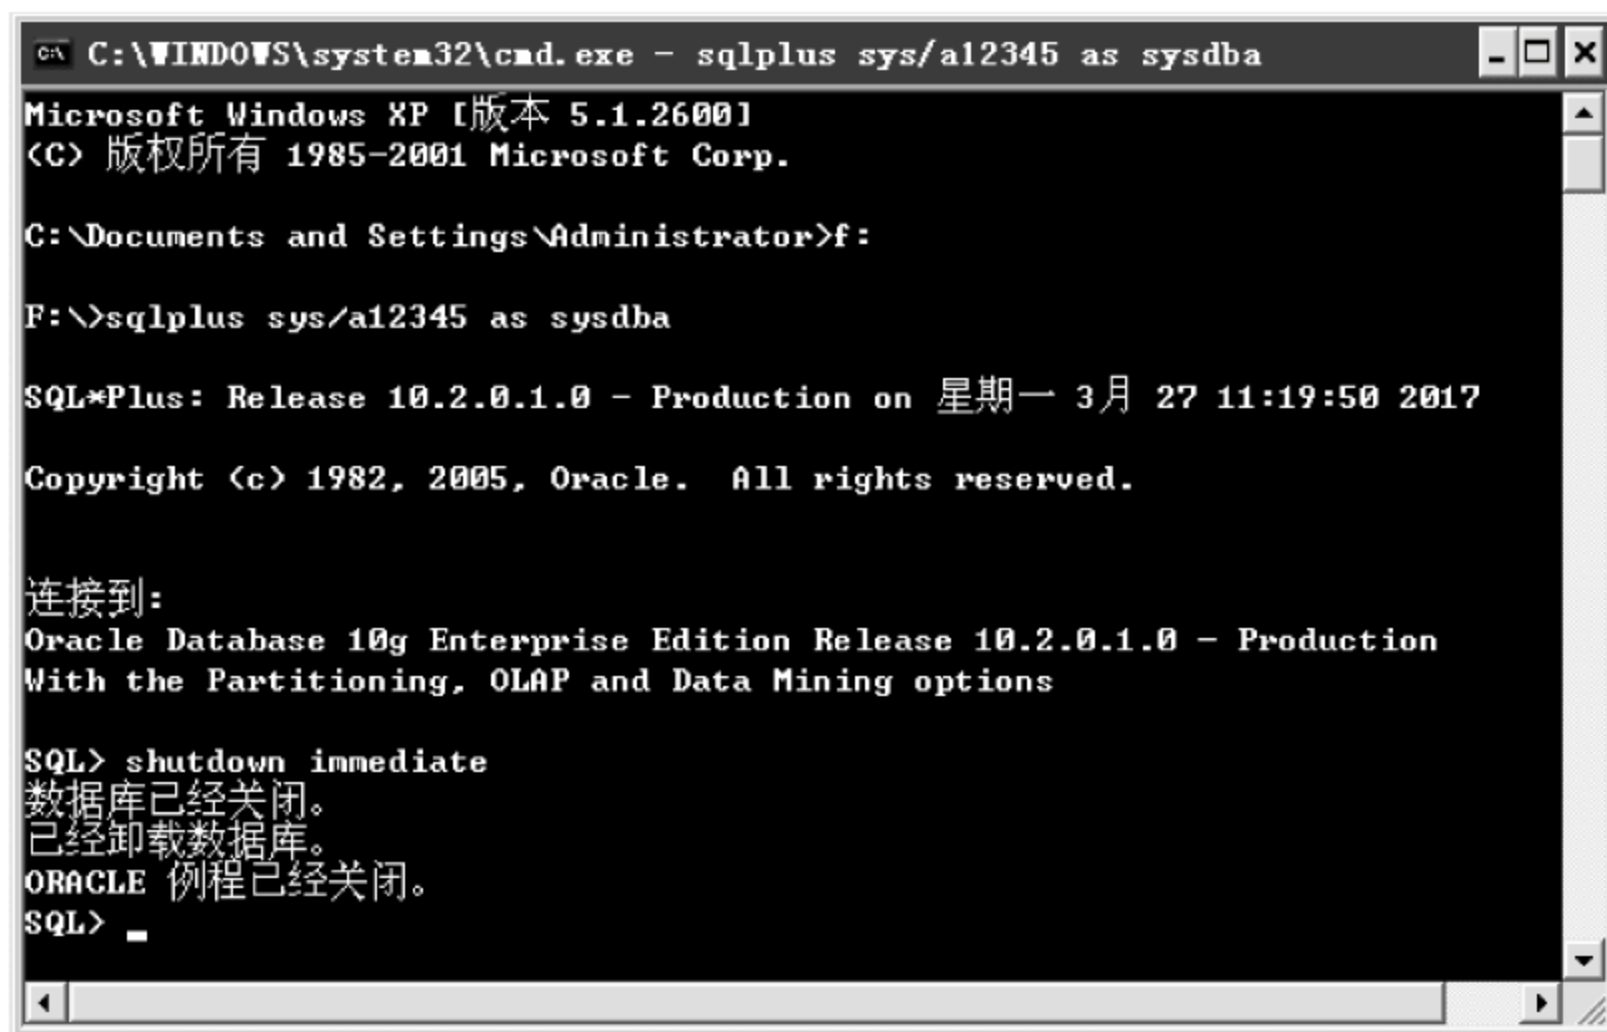 C:\WINDOWS\system32\cmd.exe - sqlplus sys/a12345 as sysdba
Microsoft Windows XP [版本 5.1.2600]
(C) 版权所有 1985-2001 Microsoft Corp.
C:\Documents and Settings\Administrator>f:
F:\>sqlplus sys/a12345 as sysdba
SQL*Plus: Release 10.2.0.1.0 - Production on 星期一 3月 27 11:19:50 2017
Copyright (c) 1982, 2005, Oracle.  All rights reserved.
连接到:
Oracle Database 10g Enterprise Edition Release 10.2.0.1.0 - Production
With the Partitioning, OLAP and Data Mining options
SQL> shutdown immediate
数据库已经关闭。
已经卸载数据库。
ORACLE 例程已经关闭。
SQL>